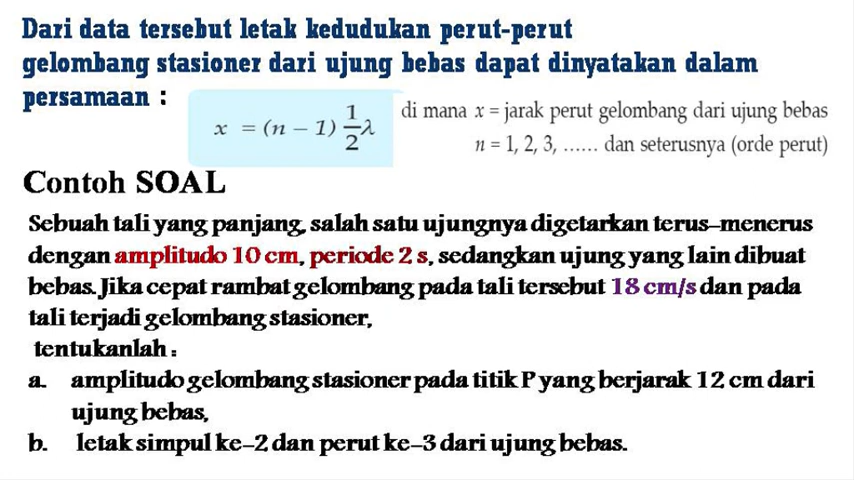 Dari data tersebut letak kedudukan perut-perut
gelombang stasioner dari ujung bebas dapat dinyatakan dalam
persamaan :
x = (n – 1) 1/2 λ
di mana x = jarak perut gelombang dari ujung bebas
n = 1, 2, 3, ...... dan seterusnya (orde perut)
Contoh SOAL
Sebuah tali yang panjang, salah satu ujungnya digetarkan terus-menerus
dengan amplitudo 10 cm, periode 2 s, sedangkan ujung yang lain dibuat
bebas. Jika cepat rambat gelombang pada tali tersebut 18 cm/s dan pada
tali terjadi gelombang stasioner,
tentukanlah :
a. amplitudo gelombang stasioner pada titik P yang berjarak 12 cm dari
ujung bebas,
b. letak simpul ke-2 dan perut ke-3 dari ujung bebas.